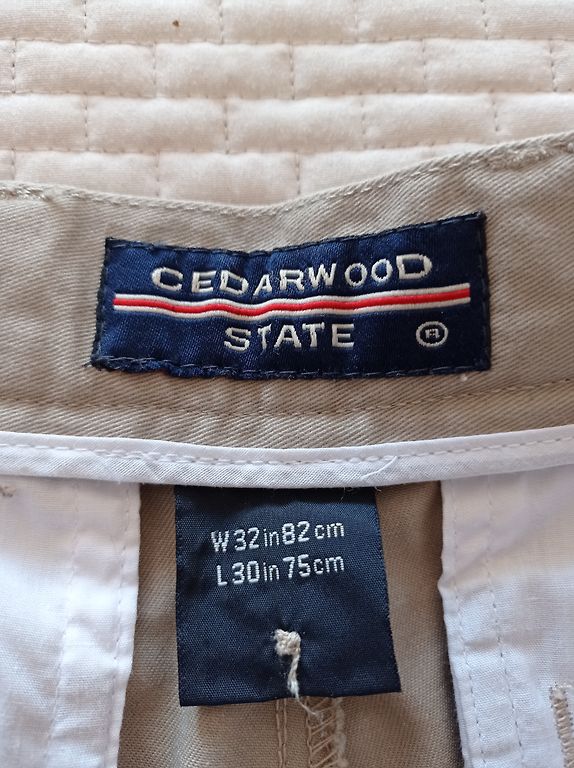 CEDARWOOD
STATE ®
W32in82cm
L30in75cm